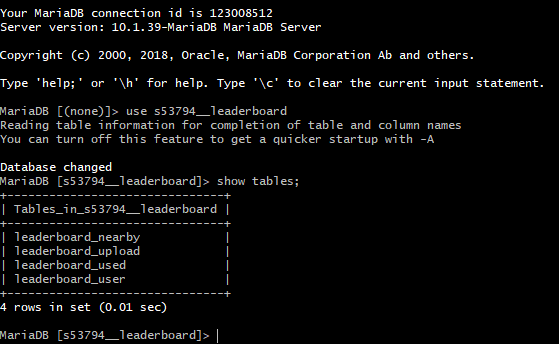 Your MariaDB connection id is 123008512
Server version: 10.1.39-MariaDB MariaDB Server

Copyright (c) 2000, 2018, Oracle, MariaDB Corporation Ab and others.

Type 'help;' or '\h' for help. Type '\c' to clear the current input statement.

MariaDB [(none)]> use s53794__leaderboard
Reading table information for completion of table and column names
You can turn off this feature to get a quicker startup with -A

Database changed
MariaDB [s53794__leaderboard]> show tables;
+-------------------------------+
| Tables_in_s53794__leaderboard |
+-------------------------------+
| leaderboard_nearby            |
| leaderboard_upload            |
| leaderboard_used              |
| leaderboard_user              |
+-------------------------------+
4 rows in set (0.01 sec)

MariaDB [s53794__leaderboard]>